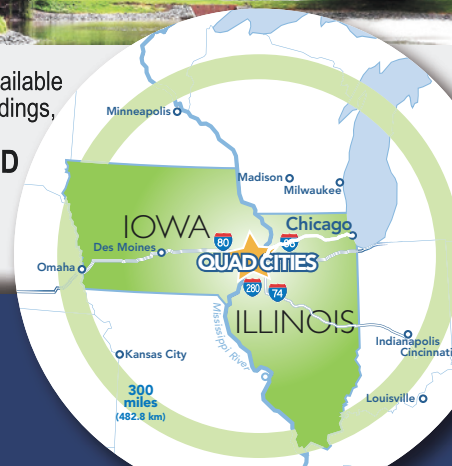 ailable
dings,
D
Minneapolis
Madison
Milwaukee
IOWA
80
Chicago
88
Des Moines
QUAD CITIES
Omaha
280
74
ILLINOIS
Mississippi River
Indianapolis
Cincinnati
Kansas City
300
miles
(482.8 km)
Louisville